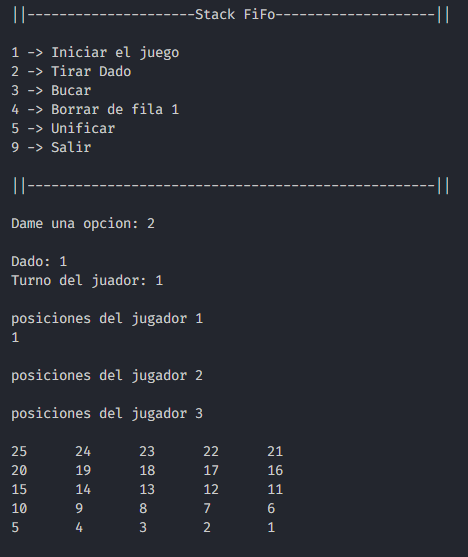 ||---------------------Stack FiFo--------------------||
1 -> Iniciar el juego
2 -> Tirar Dado
3 -> Bucar
4 -> Borrar de fila 1
5 -> Unificar
9 -> Salir
||---------------------------------------------------||
Dame una opcion: 2
Dado: 1
Turno del juador: 1
posiciones del jugador 1
1
posiciones del jugador 2
posiciones del jugador 3
25 24 23 22 21
20 19 18 17 16
15 14 13 12 11
10 9 8 7 6
5 4 3 2 1